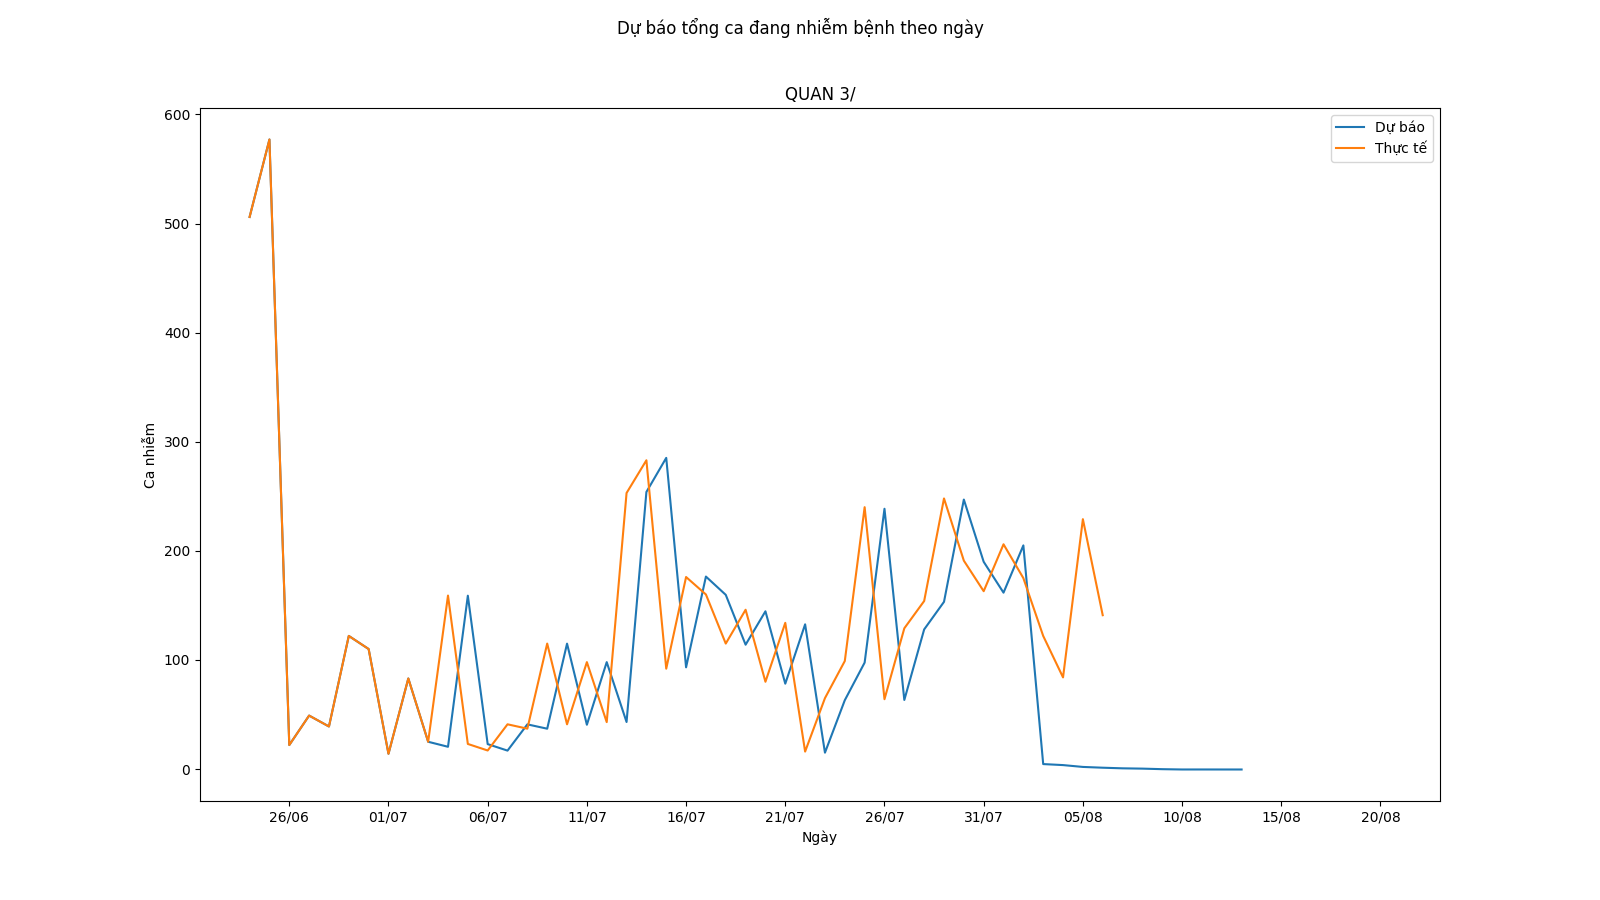 Dự báo tổng ca đang nhiễm bệnh theo ngày
QUAN 3/
600
500
400
300
200
100
0
Ca nhiễm
Dự báo
Thực tế
26/06 01/07 06/07 11/07 16/07 21/07 26/07 31/07 05/08 10/08 15/08 20/08
Ngày